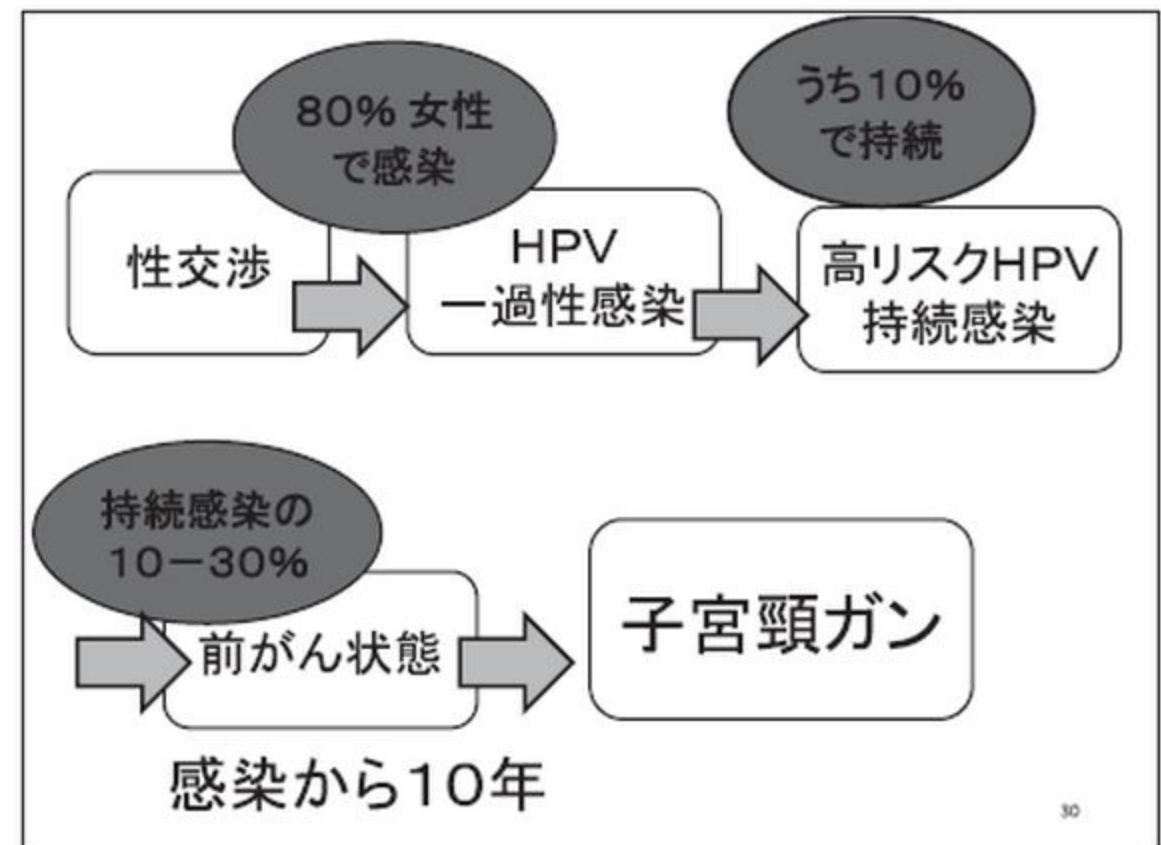 80% 女性
で感染
うち10%
で持続
性交渉
HPV
一過性感染
高リスクHPV
持続感染
持続感染の
10−30%
前がん状態
子宮頸ガン
感染から10年
30